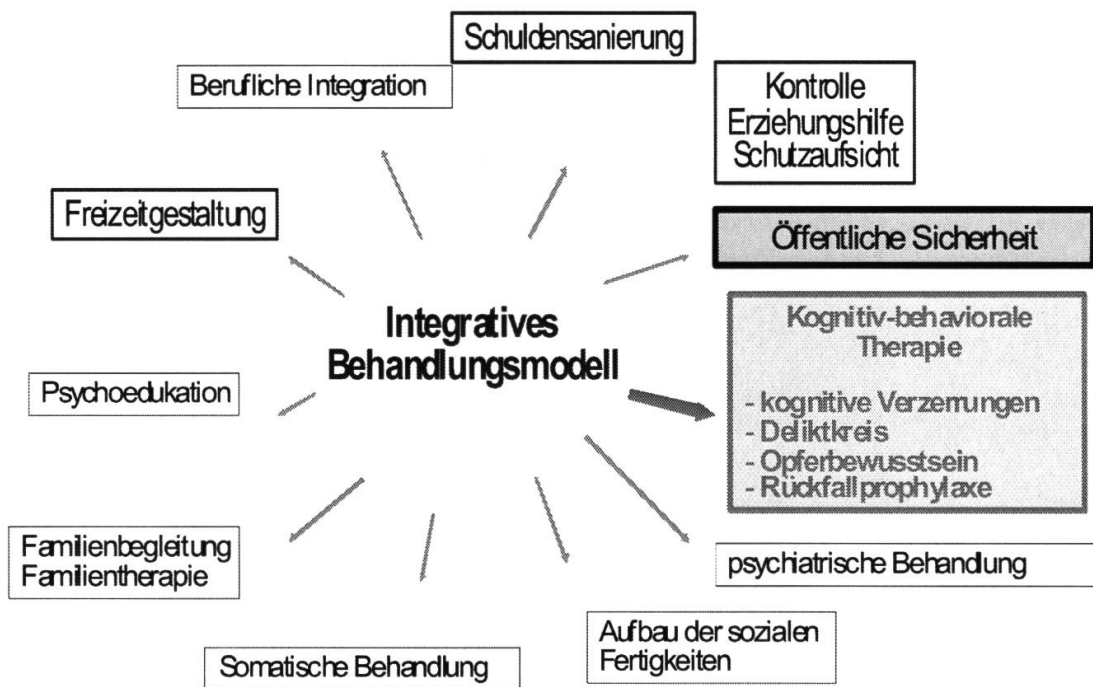 Schuldensanierung
Berufliche Integration
Kontrolle
Erziehungshilfe
Schutzaufsicht
Freizeitgestaltung
Öffentliche Sicherheit
Integratives
Behandlungsmodell
Kognitiv-behaviorale
Therapie
- kognitive Verzerrungen
- Deliktkreis
- Opferbewusstsein
- Rückfallprophylaxe
Psychoedukation
Familienbegleitung
Familientherapie
psychiatrische Behandlung
Aufbau der sozialen
Fertigkeiten
Somatische Behandlung